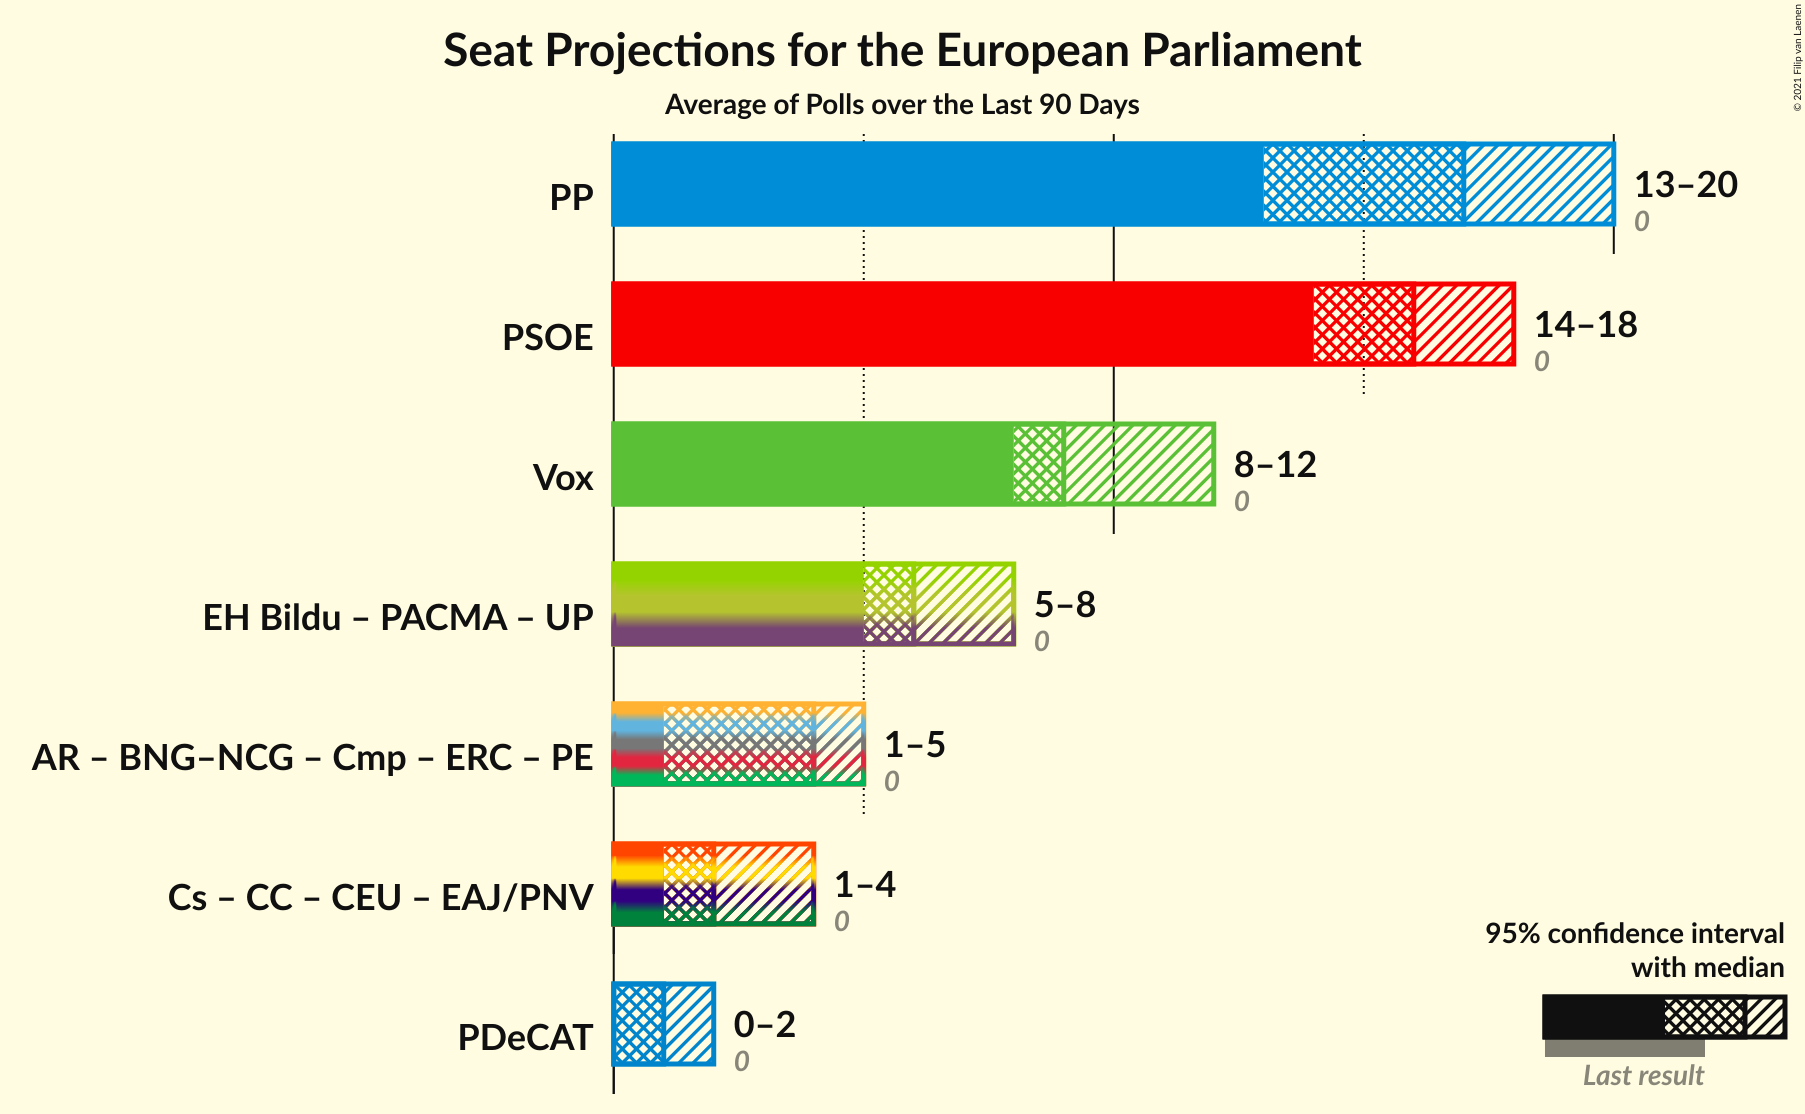 Seat Projections for the European Parliament
Average of Polls over the Last 90 Days
© 2021 Filip van Laenen
PP
13–20
0
PSOE
14–18
0
Vox
8–12
0
EH Bildu – PACMA – UP
5–8
0
AR – BNG–NCG – Cmp – ERC – PE
1–5
0
Cs – CC – CEU – EAJ/PNV
1–4
0
PDeCAT
0–2
0
95% confidence interval
with median
Last result